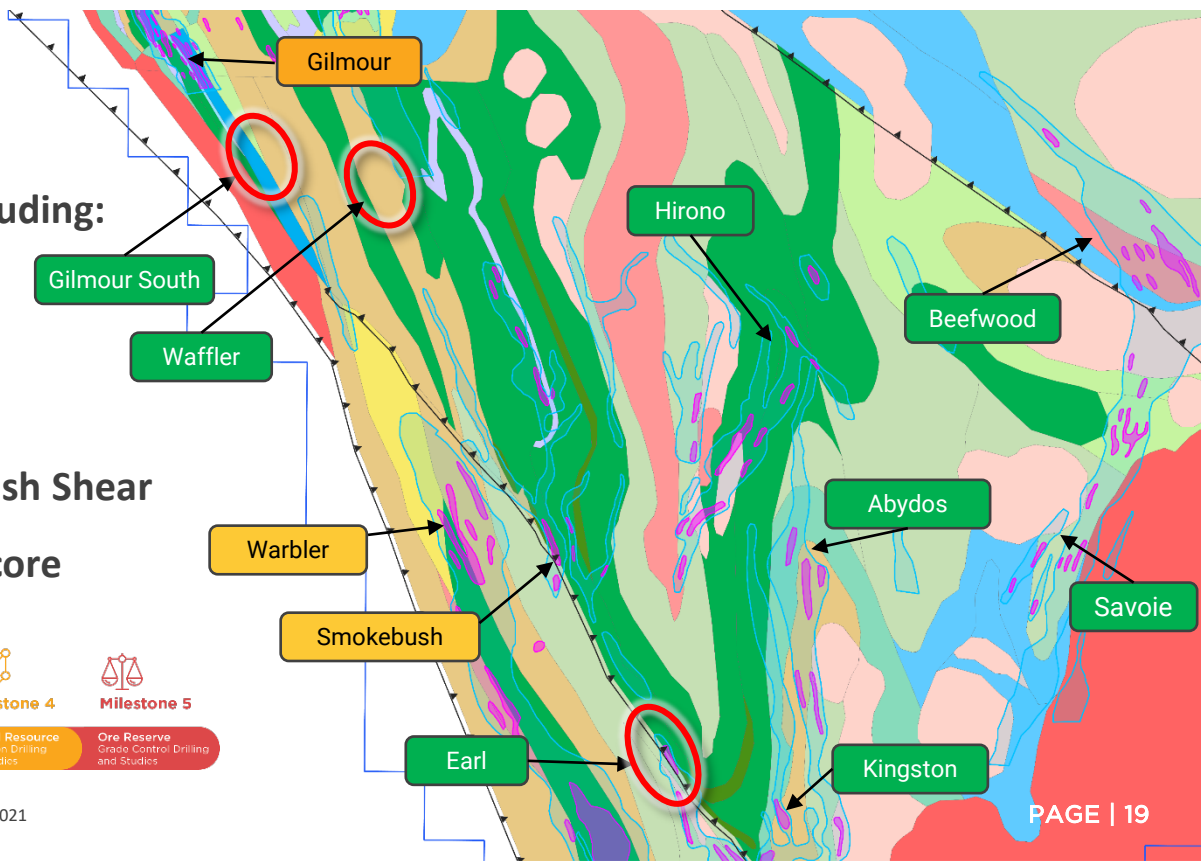 Gilmour
uding:
Hirono
Gilmour South
Beefwood
Waffler
sh Shear
Abydos
Warbler
core
Savoie
Smokebush
stone 4
Milestone 5
Resource
n Drilling
dies
Ore Reserve
Grade Control Drilling
and Studies
Earl
Kingston
021
PAGE | 19